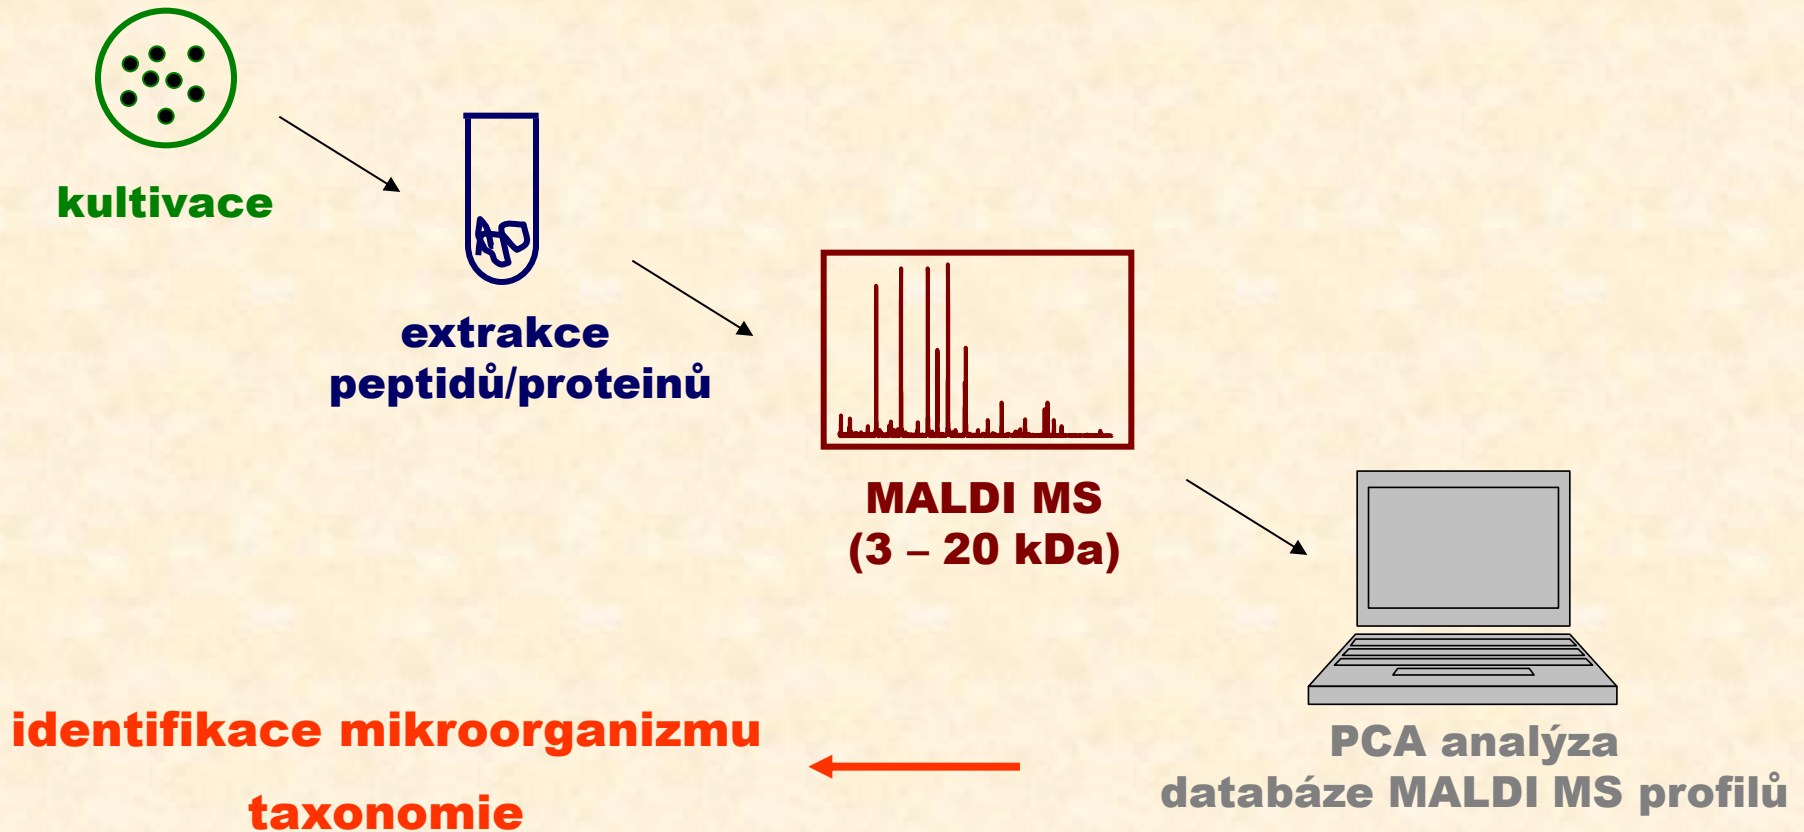 kultivace
extrakce
peptidů/proteinů
MALDI MS
(3 – 20 kDa)
PCA analýza
databáze MALDI MS profilů
identifikace mikroorganizmu
taxonomie